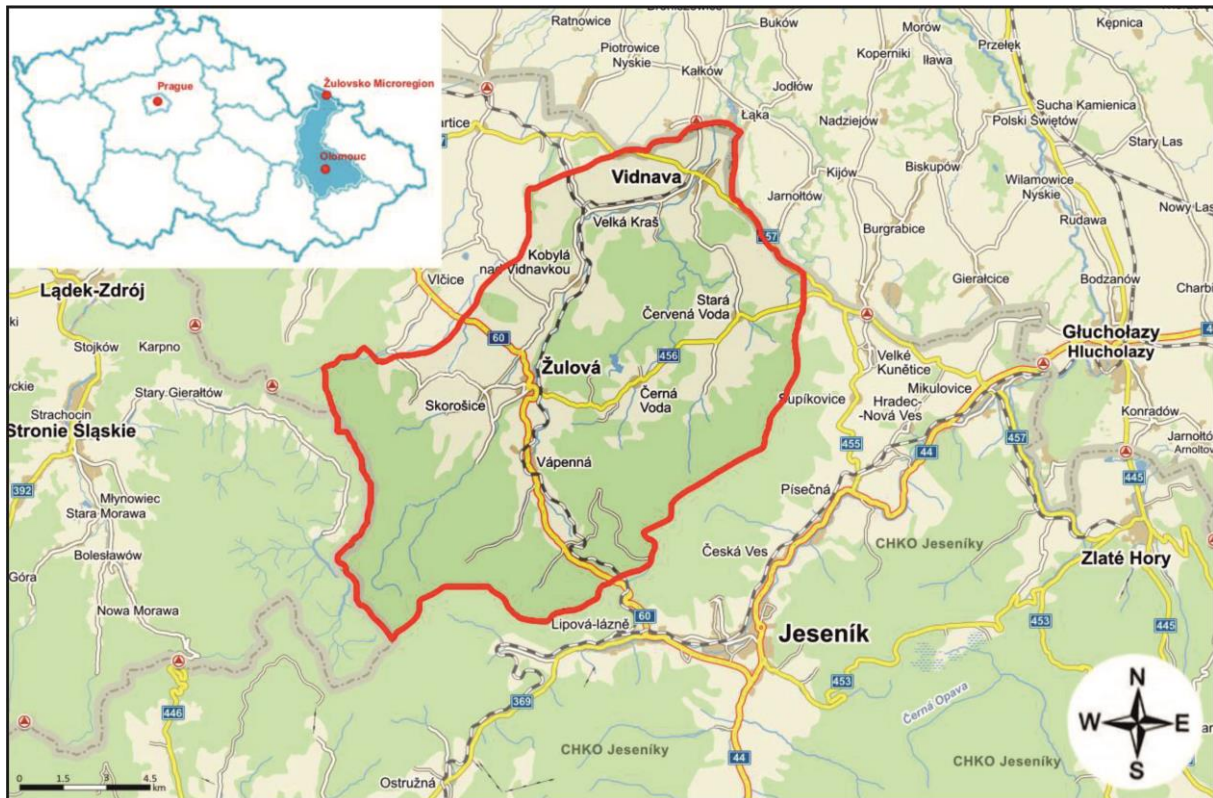 Prague
Žulovsko Microregion
Olomouc
Ratnowice
Piotrowice
Nyskie
Kałków
Buków
Jodłów
Łąka
Morów
Koperniki
Iława
Nadziejów
Przełęk
Kępnica
Sucha Kamienica
Polski Świętów
Stary Las
Biskupów
Kijów
Jarnołtów
Wilamowice
Nyskie
Nowy Las
Rudawa
Burgrabice
Gierałcice
Bodzanów
Vidnava
Velká Kraš
Kobylá
nad Vidnavkou
Vlčice
60
Stará
Červená Voda
456
Žulová
Černá
Voda
Skorošice
Vápenná
Supíkovice
Velké
Kunětice
Hradec-
-Nová Ves
Mikulovice
Głuchołazy
Hlucholazy
Konradów
Jarnołtó
Arnoltov
455
44
457
445
Písečná
Česká Ves
CHKO Jeseníky
Zlaté Hory
Lądek-Zdrój
Stojków
Karpno
Stary Gierałtów
Strachocin
Stronie Śląskie
392
Młynowiec
Stara Morawa
Bolesławów
Góra
Nowa Morawa
446
Lipová-lázně
60
Jeseník
453
453
445
369
Černá Opava
CHKO Jeseníky
CHKO Jeseníky
44
Ostružná
0 1.5 3 4.5
km
N
W E
S